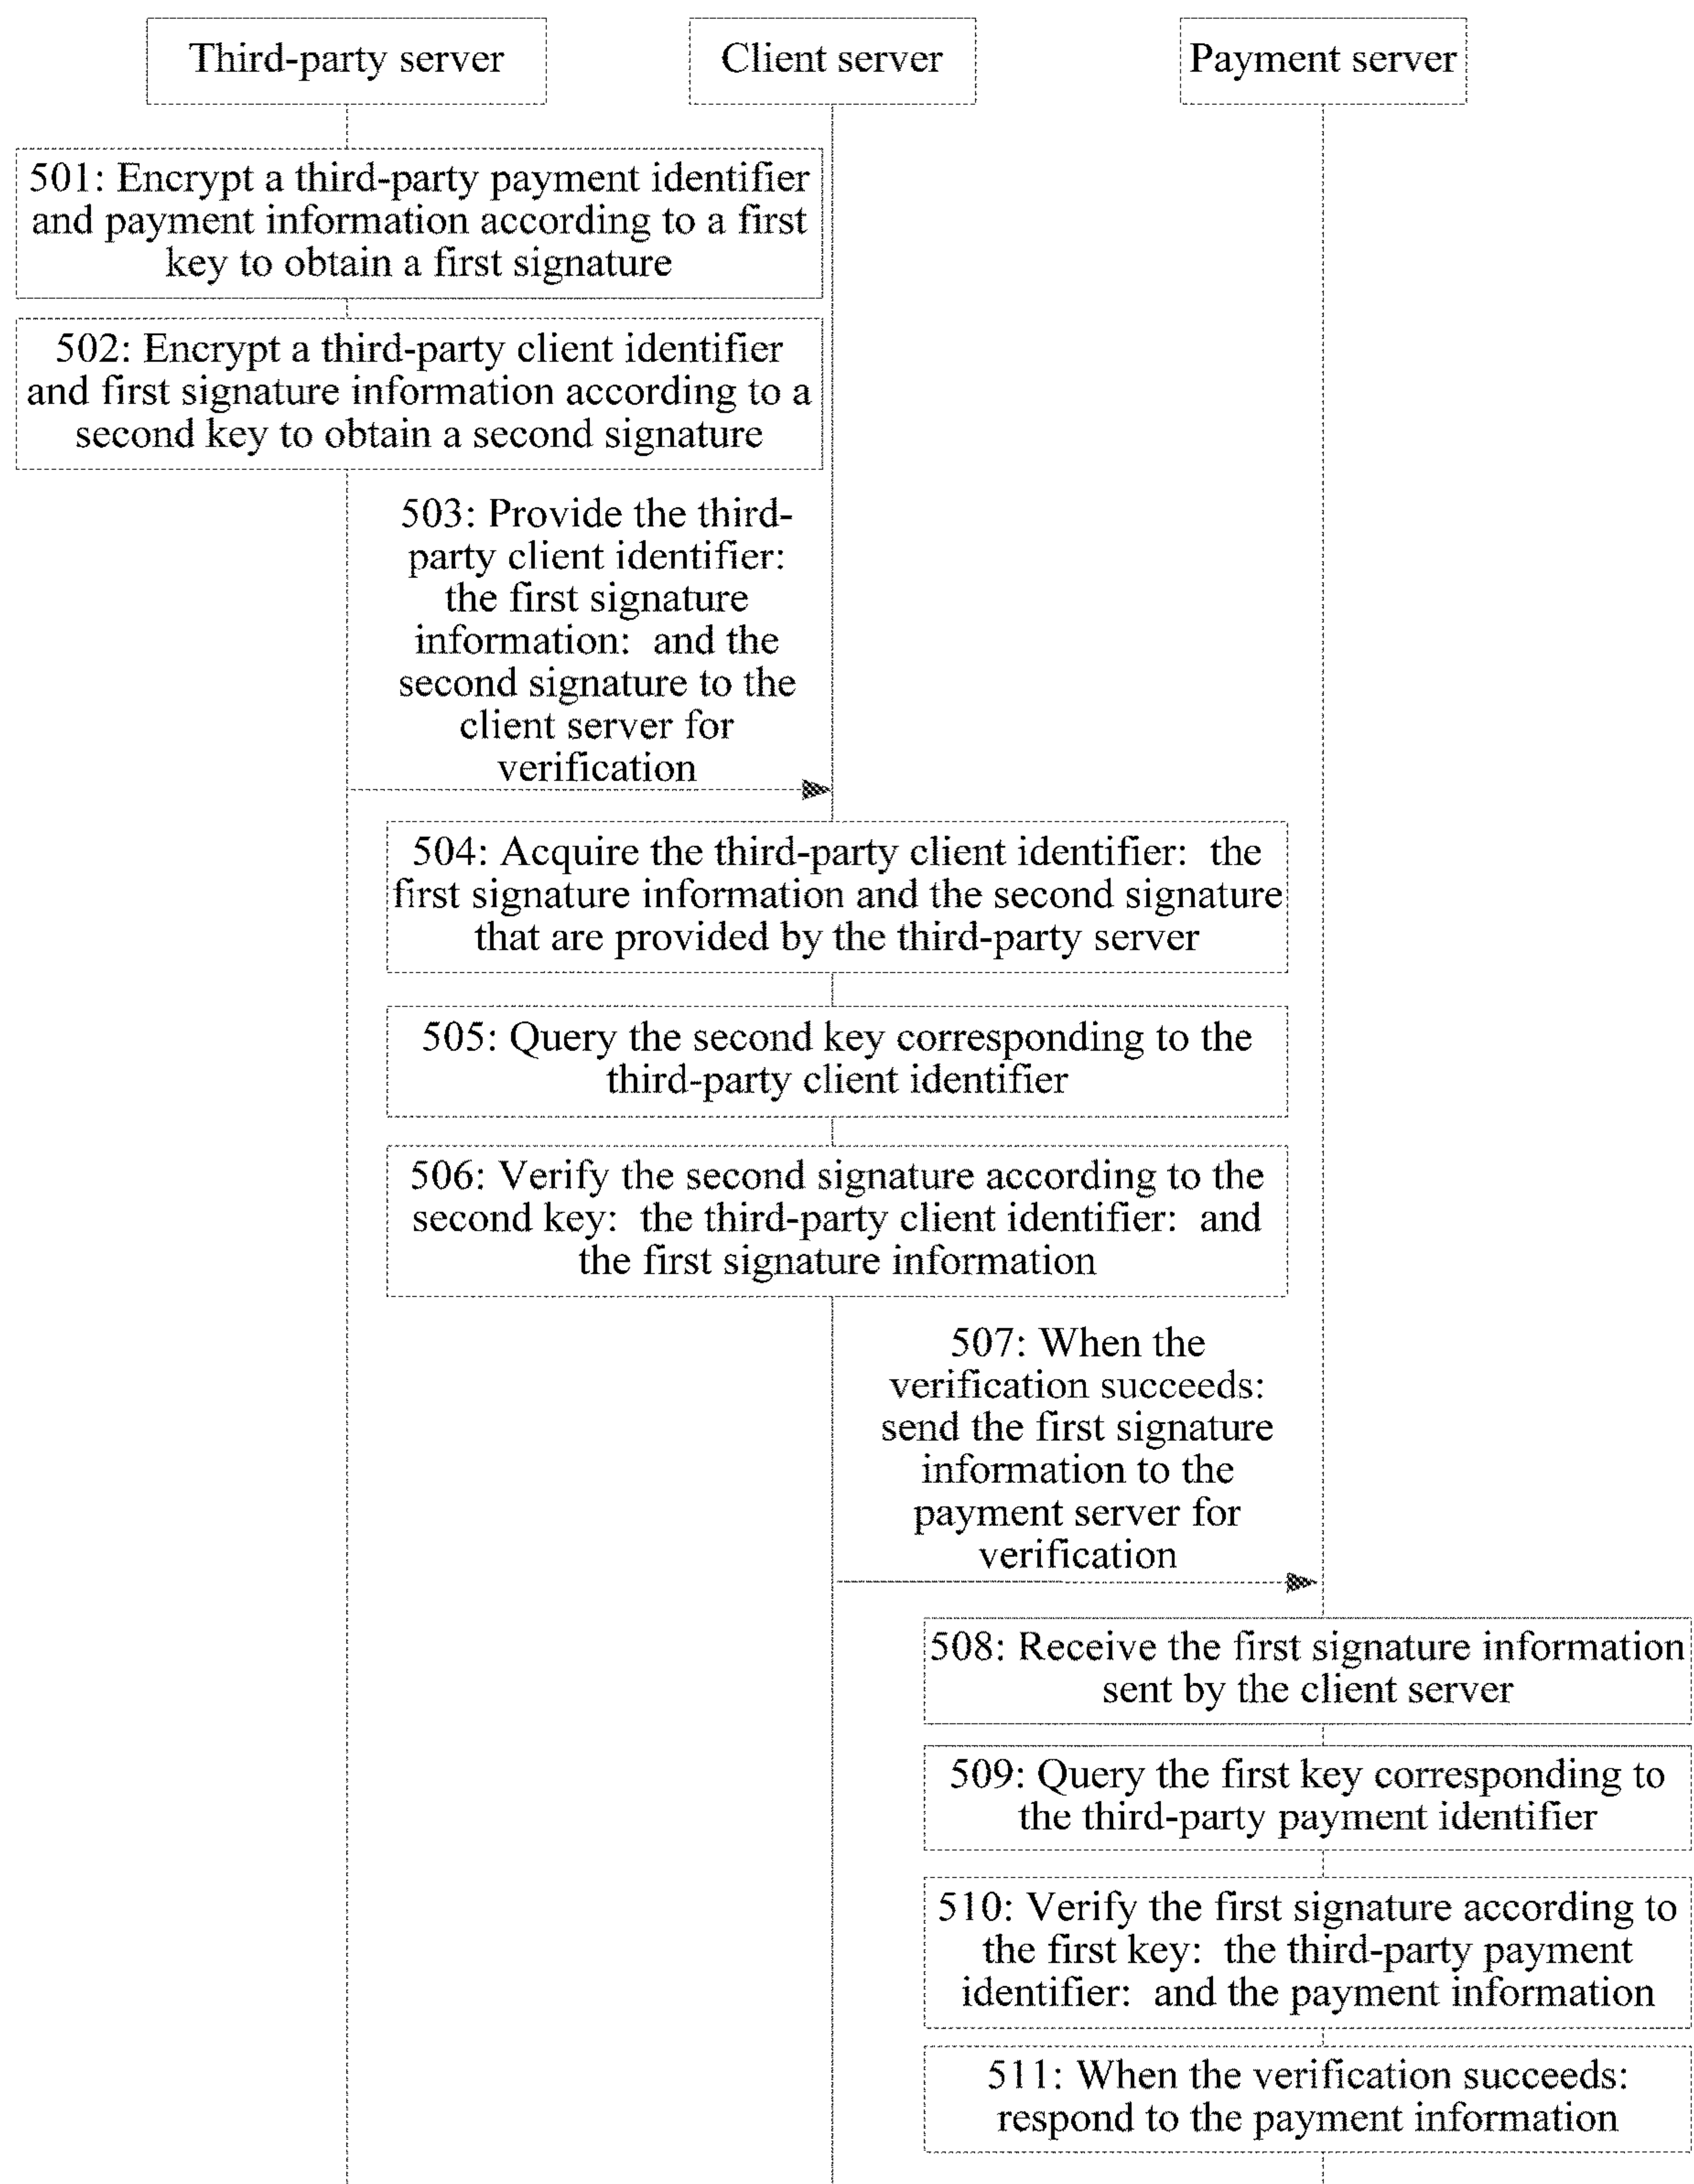 Third-party server
Client server
Payment server
501: Encrypt a third-party payment identifier
and payment information according to a first
key to obtain a first signature
502: Encrypt a third-party client identifier
and first signature information according to a
second key to obtain a second signature
503: Provide the third-
party client identifier:
the first signature
information: and the
second signature to the
client server for
verification
504: Acquire the third-party client identifier: the
first signature information and the second signature
that are provided by the third-party server
505: Query the second key corresponding to the
third-party client identifier
506: Verify the second signature according to the
second key: the third-party client identifier: and
the first signature information
507: When the
verification succeeds:
send the first signature
information to the
payment server for
verification
508: Receive the first signature information
sent by the client server
509: Query the first key corresponding to
the third-party payment identifier
510: Verify the first signature according to
the first key: the third-party payment
identifier: and the payment information
511: When the verification succeeds:
respond to the payment information